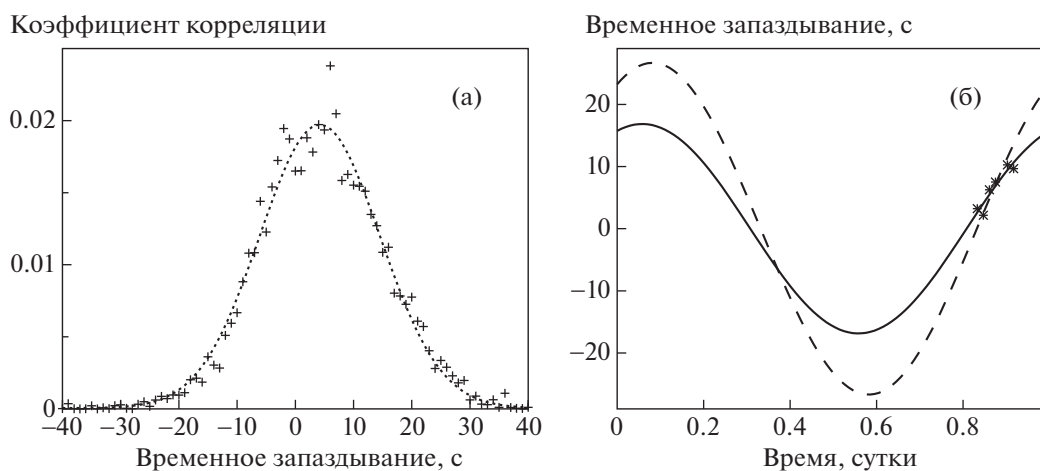 Коэффициент корреляции
(а)
0.02
0.01
0
−40 −30 −20 −10 0 10 20 30 40
Временное запаздывание, с
Временное запаздывание, с
(б)
20
10
0
−10
−20
0 0.2 0.4 0.6 0.8
Время, сутки